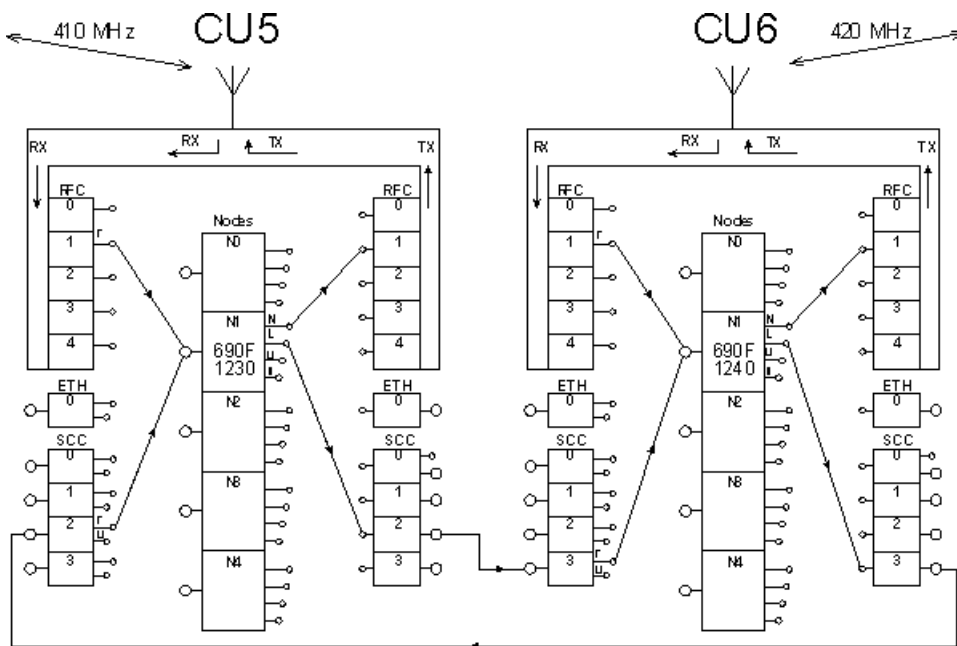 410 MHz
CU5
RX
RX
TX
TX
RFC
0
1
r
2
3
4
ETH
0
SCC
0
1
2
r
u
3
Nodes
N0
N1
690F
1230
N
L
u
N2
N3
N4
RFC
0
1
2
3
4
ETH
0
SCC
0
1
2
3
CU6
420 MHz
RX
RX
TX
TX
RFC
0
1
r
2
3
4
ETH
0
SCC
0
1
2
3
r
u
Nodes
N0
N1
690F
1240
N
L
u
N2
N3
N4
RFC
0
1
2
3
4
ETH
0
SCC
0
1
2
3